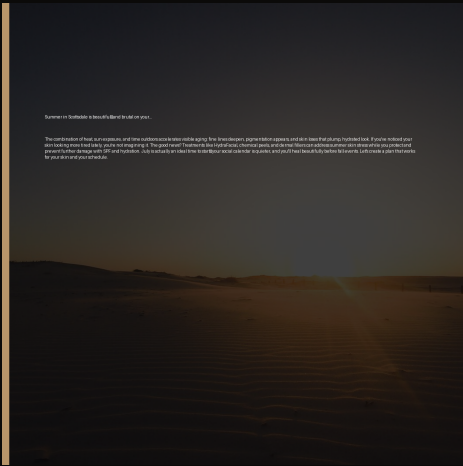 Summer in Scottsdale is beautiful and brutal on your...
The combination of heat, sun exposure, and time outdoors accelerates visible aging: fine lines deepen, pigmentation appears, and skin loses that plump, hydrated look. If you've noticed your
skin looking more tired lately, you're not imagining it. The good news? Treatments like HydraFacial, chemical peels, and dermal fillers can address summer skin stress while you protect and
prevent further damage with SPF and hydration. July is actually an ideal time to start: your social calendar is quieter, and you'll heal beautifully before fall events. Let's create a plan that works
for your skin and your schedule.